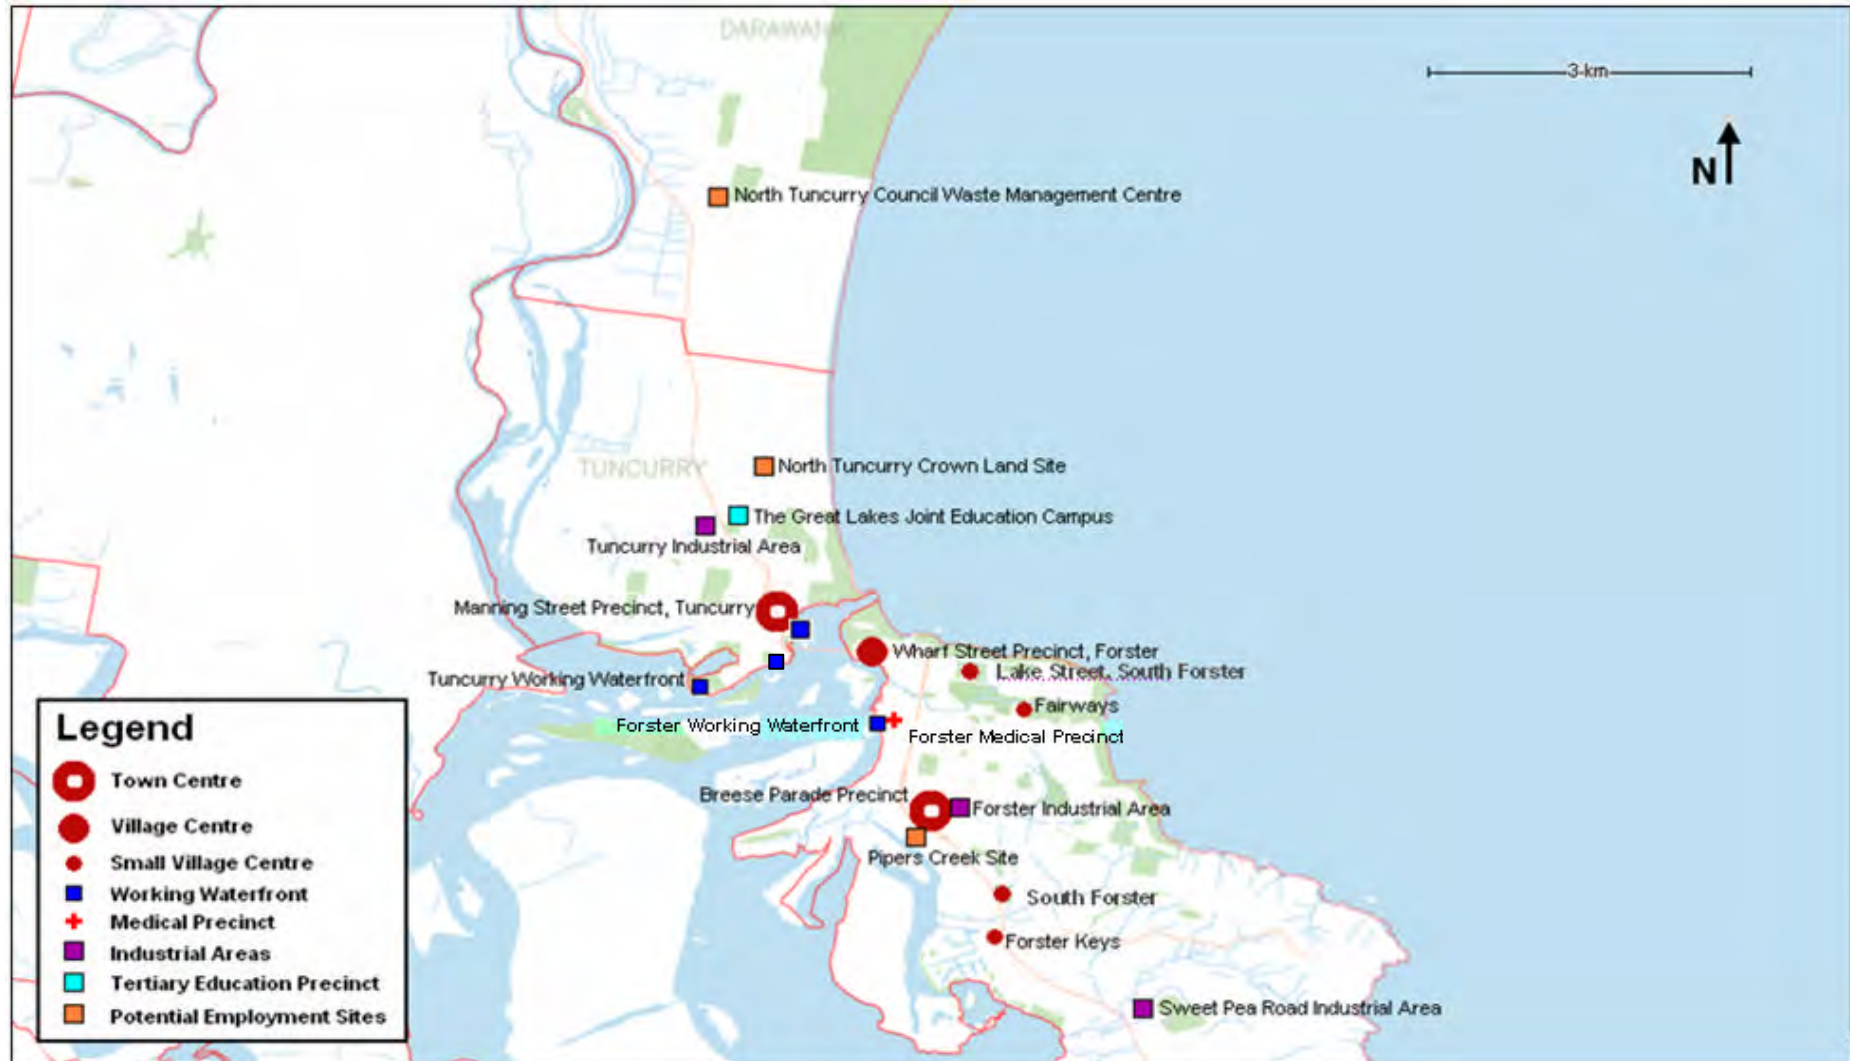 DARAWANK
3 km
N
North Tuncurry Council Waste Management Centre
TUNCURRY
North Tuncurry Crown Land Site
The Great Lakes Joint Education Campus
Tuncurry Industrial Area
Manning Street Precinct, Tuncurry
Wharf Street Precinct, Forster
Lake Street, South Forster
Tuncurry Working Waterfront
Fairways
Forster Working Waterfront
Forster Medical Precinct
Breese Parade Precinct
Forster Industrial Area
Pipers Creek Site
South Forster
Forster Keys
Sweet Pea Road Industrial Area
Legend
Town Centre
Village Centre
Small Village Centre
Working Waterfront
Medical Precinct
Industrial Areas
Tertiary Education Precinct
Potential Employment Sites